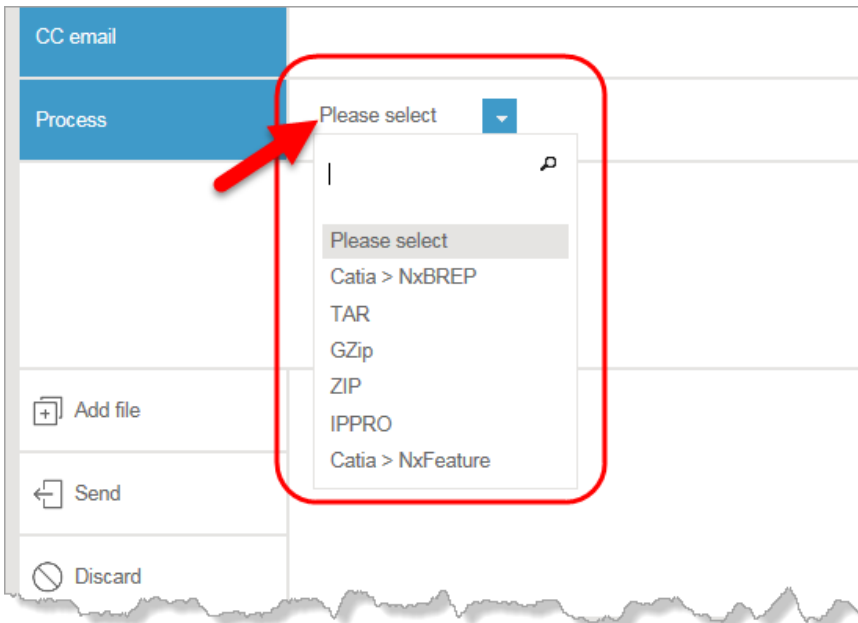 CC email
Process
Please select
Please select
Catia > NxBREP
TAR
GZip
ZIP
IPPRO
Catia > NxFeature
Add file
Send
Discard